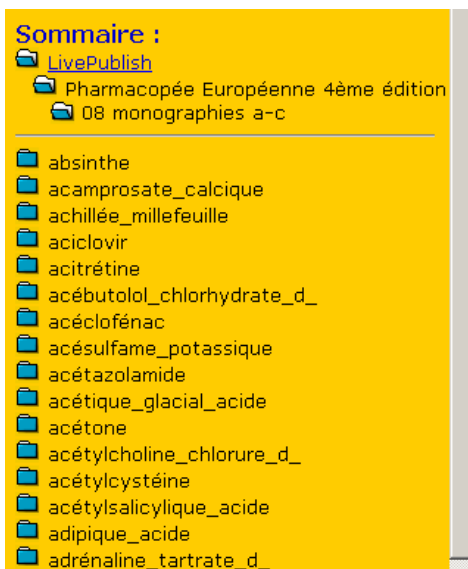 Sommaire :
LivePublish
Pharmacopée Européenne 4ème édition
08 monographies a-c
absinthe
acamprosate_calcique
achillée_millefeuille
aciclovir
acitrétine
acébutolol_chlorhydrate_d_
acéclofénac
acésulfame_potassique
acétazolamide
acétique_glacial_acide
acétone
acétylcholine_chlorure_d_
acétylcystéine
acétylsalicylique_acide
adipique_acide
adrénaline_tartrate_d_